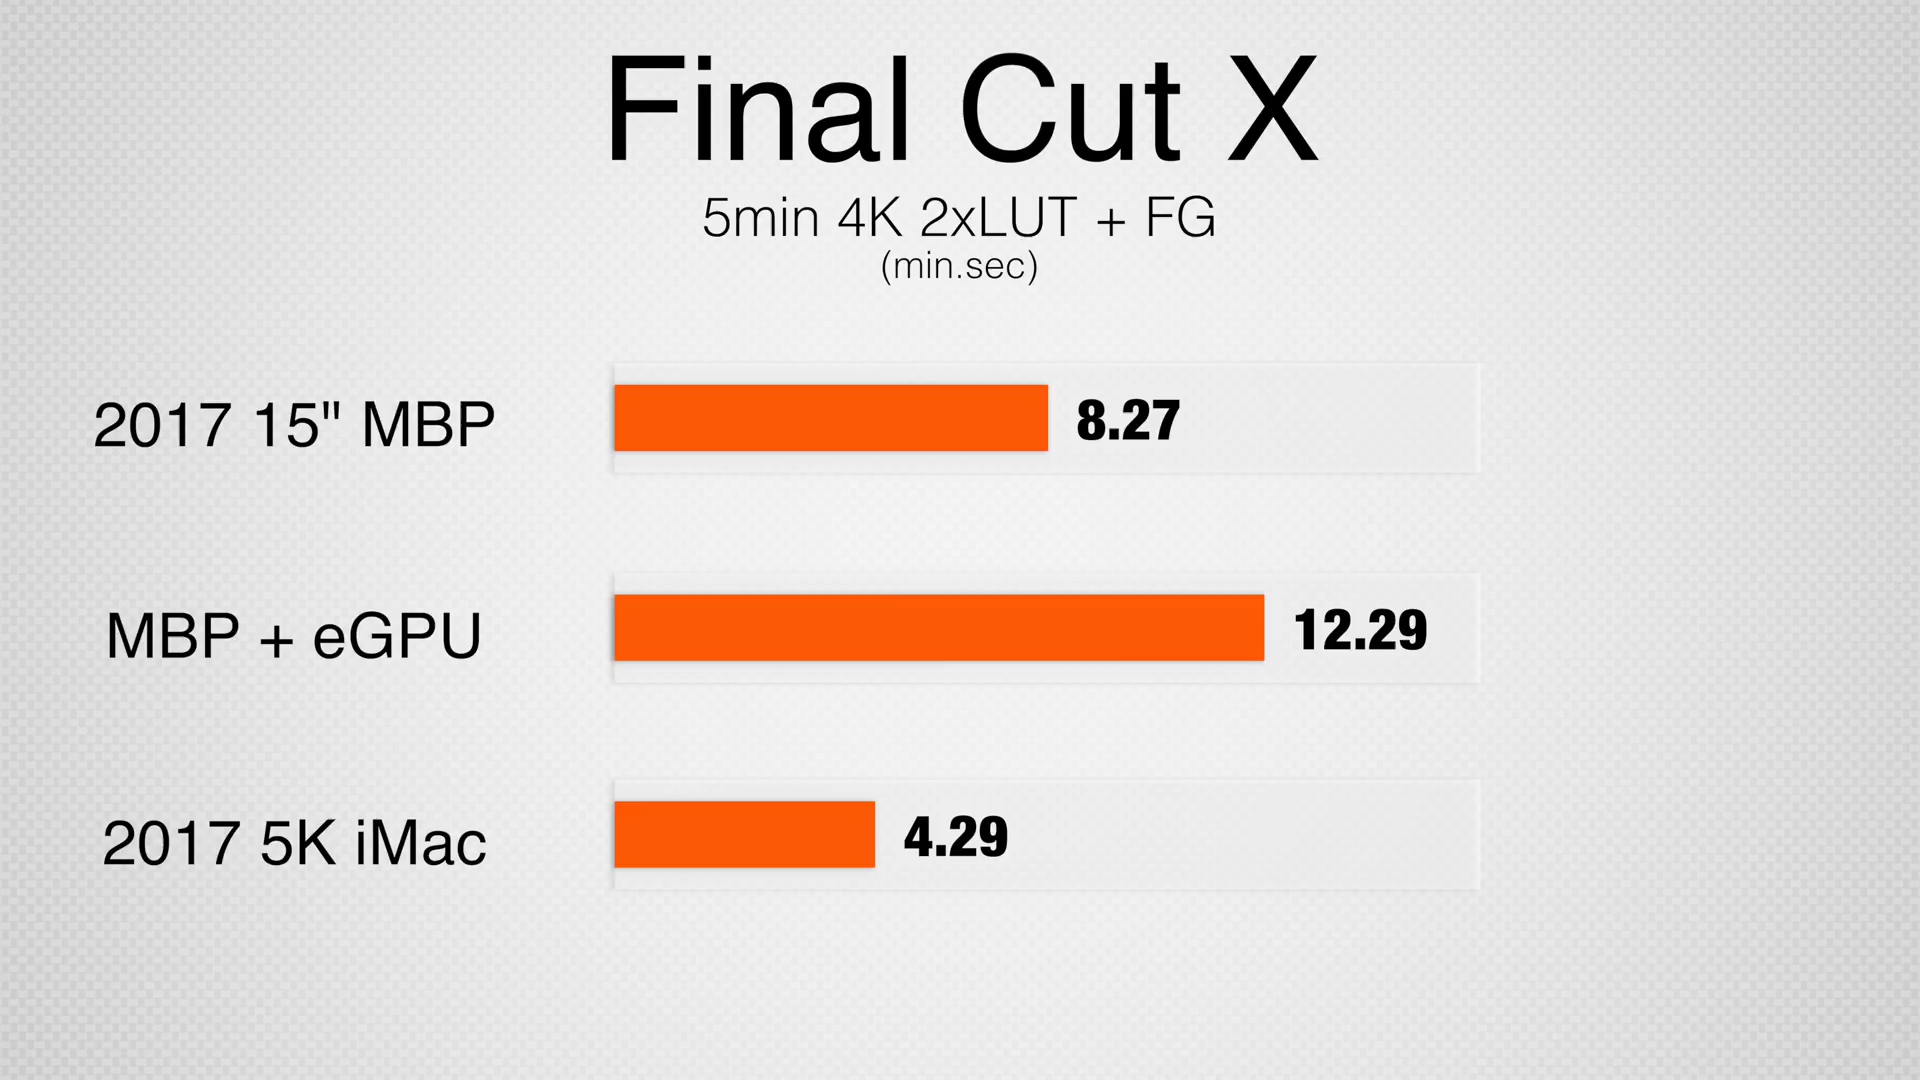 Final Cut X
5min 4K 2xLUT + FG
(min.sec)
2017 15" MBP 8.27
MBP + eGPU 12.29
2017 5K iMac 4.29